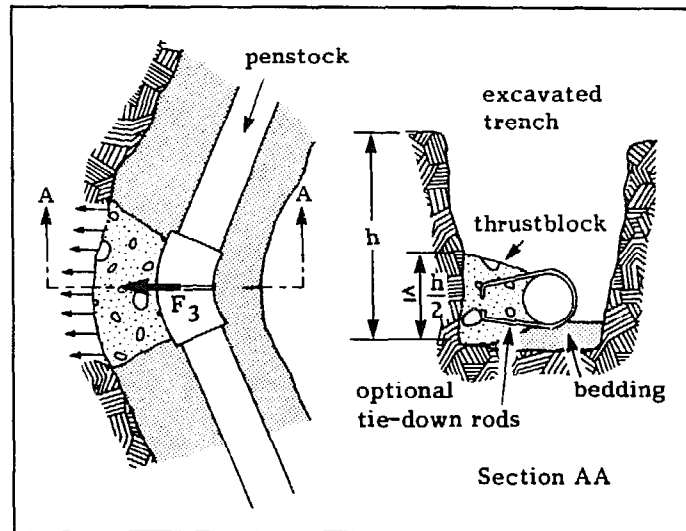 penstock
excavated
trench
A
A
thrustblock
h
≤ h/2
F₃
optional
tie-down rods
bedding
Section AA